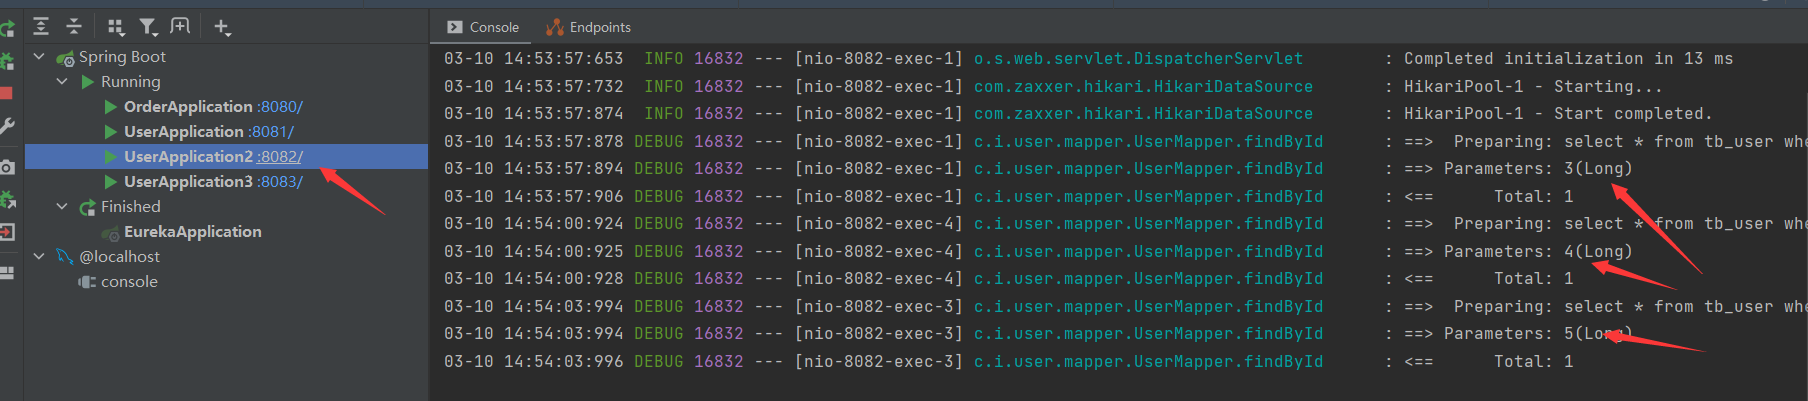 Console Endpoints
Spring Boot
Running
OrderApplication :8080/
UserApplication :8081/
UserApplication2 :8082/
UserApplication3 :8083/
Finished
EurekaApplication
@localhost
console
03-10 14:53:57:653 INFO 16832 --- [nio-8082-exec-1] o.s.web.servlet.DispatcherServlet : Completed initialization in 13 ms
03-10 14:53:57:732 INFO 16832 --- [nio-8082-exec-1] com.zaxxer.hikari.HikariDataSource : HikariPool-1 - Starting...
03-10 14:53:57:874 INFO 16832 --- [nio-8082-exec-1] com.zaxxer.hikari.HikariDataSource : HikariPool-1 - Start completed.
03-10 14:53:57:878 DEBUG 16832 --- [nio-8082-exec-1] c.i.user.mapper.UserMapper.findById : ==> Preparing: select * from tb_user whe
03-10 14:53:57:894 DEBUG 16832 --- [nio-8082-exec-1] c.i.user.mapper.UserMapper.findById : ==> Parameters: 3(Long)
03-10 14:53:57:906 DEBUG 16832 --- [nio-8082-exec-1] c.i.user.mapper.UserMapper.findById : <== Total: 1
03-10 14:54:00:924 DEBUG 16832 --- [nio-8082-exec-4] c.i.user.mapper.UserMapper.findById : ==> Preparing: select * from tb_user whe
03-10 14:54:00:925 DEBUG 16832 --- [nio-8082-exec-4] c.i.user.mapper.UserMapper.findById : ==> Parameters: 4(Long)
03-10 14:54:00:928 DEBUG 16832 --- [nio-8082-exec-4] c.i.user.mapper.UserMapper.findById : <== Total: 1
03-10 14:54:03:994 DEBUG 16832 --- [nio-8082-exec-3] c.i.user.mapper.UserMapper.findById : ==> Preparing: select * from tb_user whe
03-10 14:54:03:994 DEBUG 16832 --- [nio-8082-exec-3] c.i.user.mapper.UserMapper.findById : ==> Parameters: 5(Long)
03-10 14:54:03:996 DEBUG 16832 --- [nio-8082-exec-3] c.i.user.mapper.UserMapper.findById : <== Total: 1